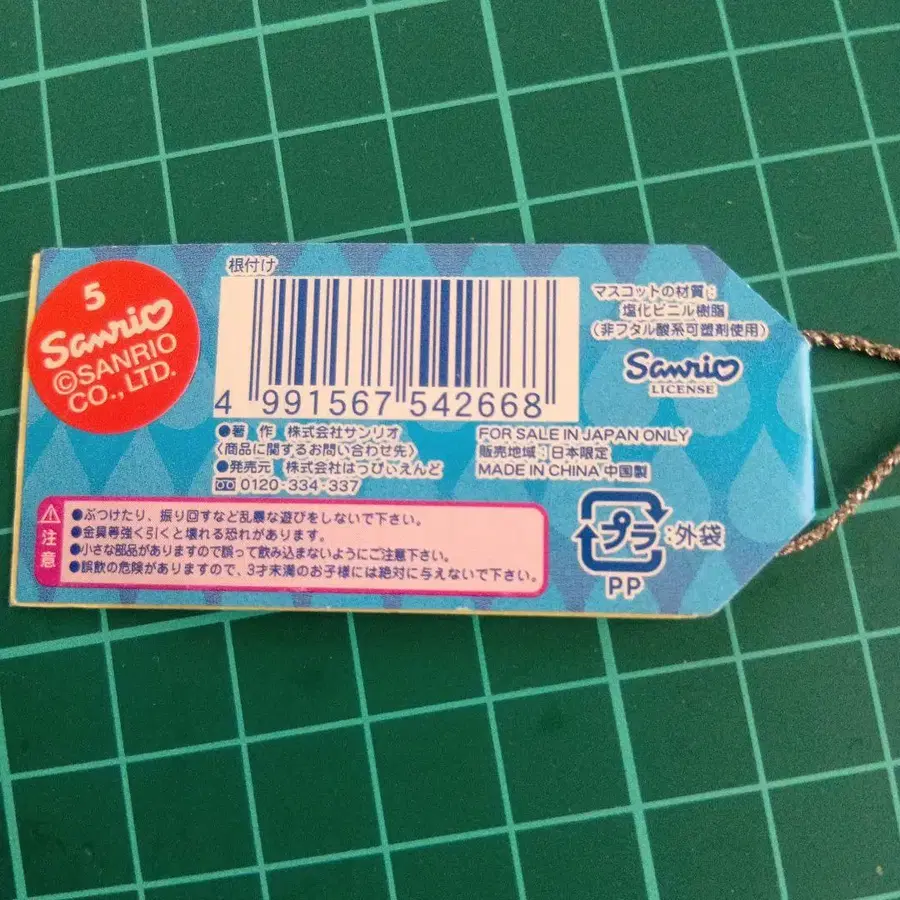 5
Sanrio
©SANRIO
CO., LTD.
根付け
4 991567 542668
●著 作 株式会社サンリオ
〈商品に関するお問い合わせ先〉
●発売元 株式会社はっぴぃえんど
0120-334-337
マスコットの材質:
塩化ビニル樹脂
(非フタル酸系可塑剤使用)
Sanrio
LICENSE
FOR SALE IN JAPAN ONLY
販売地域:日本限定
MADE IN CHINA 中国製
注意
●ぶつけたり、振り回すなど乱暴な遊びをしないで下さい。
●金具等強く引くと壊れる恐れがあります。
●小さな部品がありますので誤って飲み込まないようにご注意下さい。
●誤飲の危険がありますので、3才未満のお子様には絶対に与えないで下さい。
プラ:外袋
PP